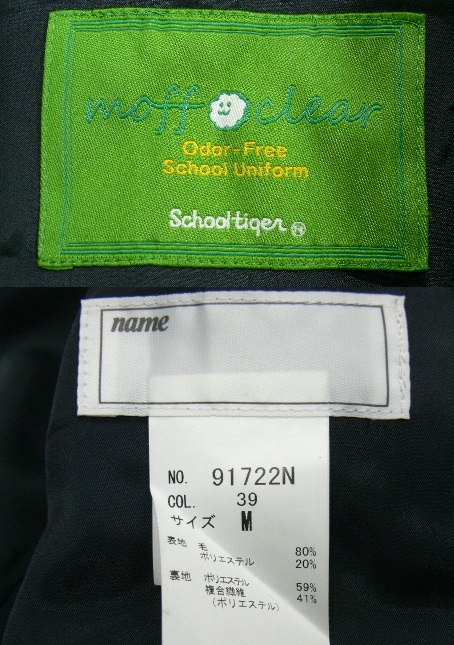 moff clear
Odor-Free
School Uniform
Schooltiger®
name
NO. 91722N
COL. 39
サイズ M
表地 毛 80%
ポリエステル 20%
裏地 ポリエステル 59%
複合繊維 41%
(ポリエステル)